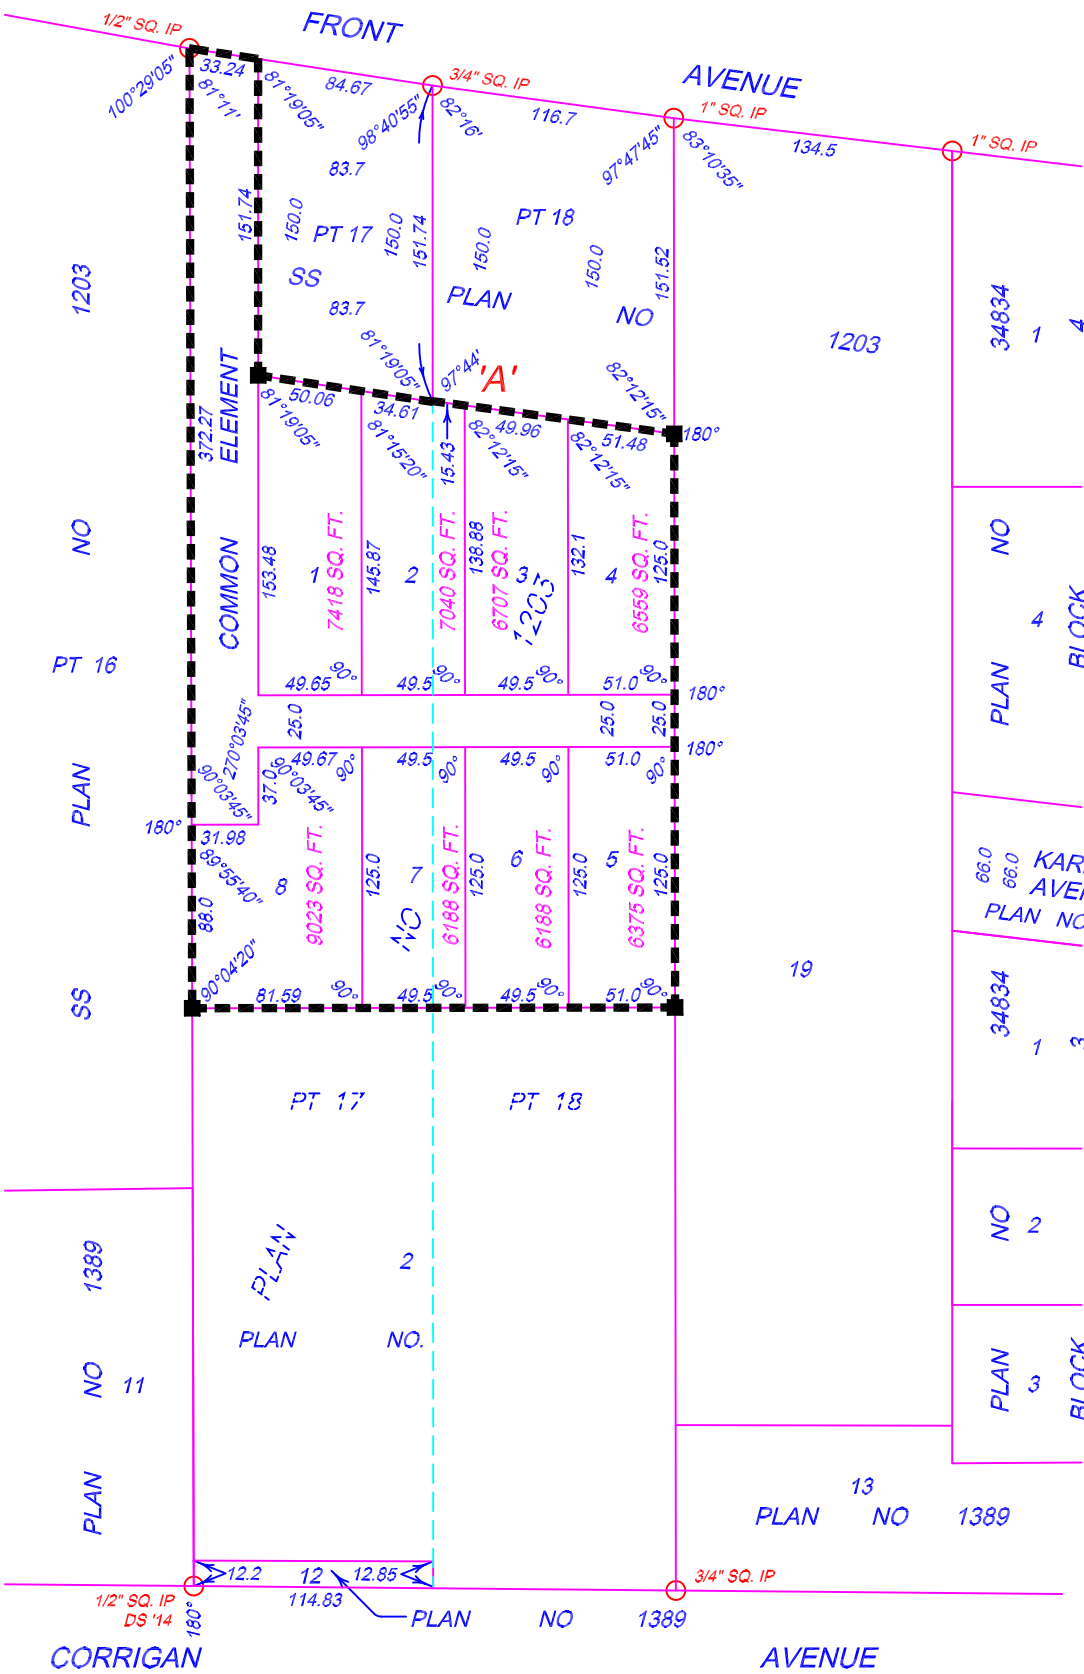 1/2" SQ. IP
FRONT
AVENUE
3/4" SQ. IP
1" SQ. IP
1" SQ. IP
100°29'05"
33.24
81°11'
81°19'05"
84.67
98°40'55"
82°16'
116.7
97°47'45"
83°10'35"
134.5
83.7
151.74
150.0
PT 17
150.0
151.74
150.0
PT 18
150.0
151.52
SS
83.7
PLAN
NO
1203
1203
34834
1
4
81°19'05"
97°44'
'A'
82°12'15"
180°
50.06
34.61
15.43
49.96
51.48
81°19'05"
81°15'20"
82°12'15"
82°12'15"
372.27
COMMON ELEMENT
153.48
1
7418 SQ. FT.
145.87
2
7040 SQ. FT.
138.88
6707 SQ. FT.
3
1203
132.1
4
6559 SQ. FT.
125.0
NO
NO
4
PLAN
BLOCK
PT 16
49.65
90°
49.5
90°
49.5
90°
51.0
90°
180°
25.0
25.0
25.0
270°03'45"
180°
49.67
90°
49.5
90°
49.5
90°
51.0
90°
37.0
90°03'45"
90°03'45"
PLAN
180°
31.98
89°55'40"
88.0
8
9023 SQ. FT.
125.0
7
NO
6188 SQ. FT.
125.0
6
6188 SQ. FT.
125.0
5
6375 SQ. FT.
125.0
66.0
66.0
PLAN NO
90°04'20"
81.59
90°
49.5
90°
49.5
90°
51.0
90°
SS
19
34834
1
3
PT 17
PT 18
NO
2
PLAN
2
1389
PLAN
NO.
NO
11
PLAN
3
BLOCK
PLAN
13
PLAN
NO
1389
12.2
12
12.85
114.83
1/2" SQ. IP
DS '14
180°
3/4" SQ. IP
PLAN
NO
1389
CORRIGAN
AVENUE